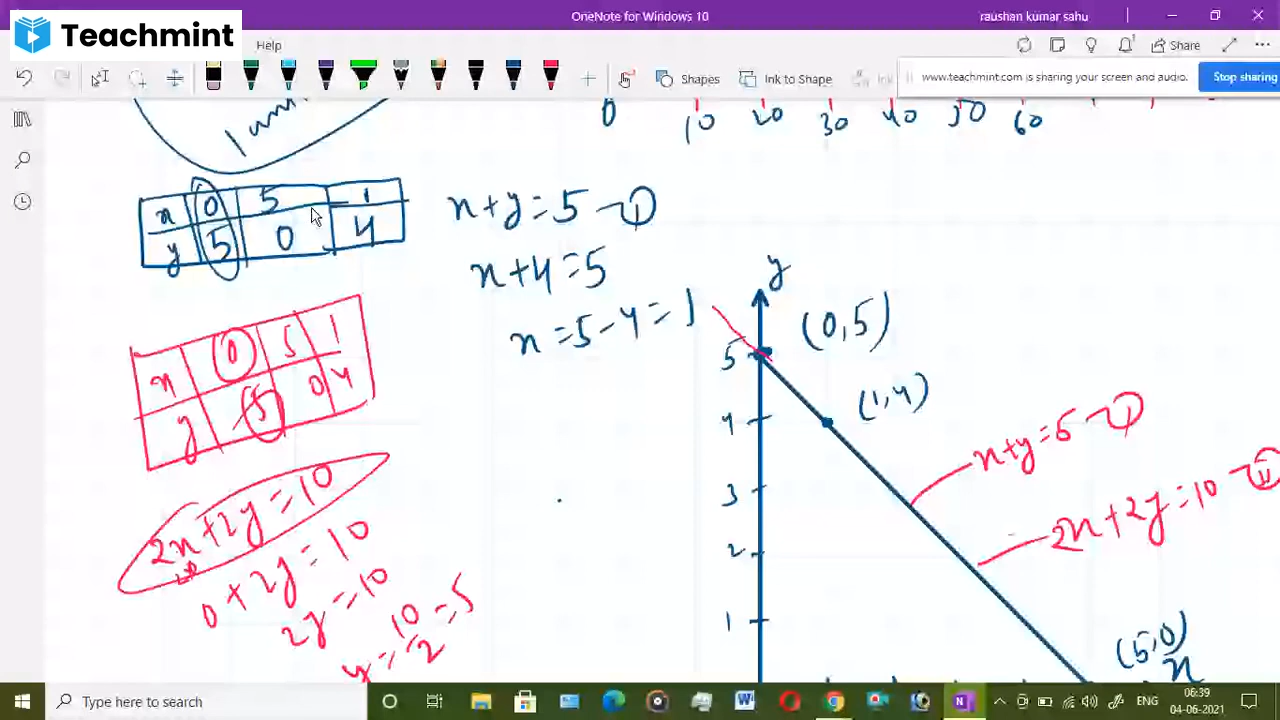 OneNote for Windows 10
raushan kumar sahu
Teachmint
Help
Share
Shapes
Ink to Shape
www.teachmint.com is sharing your screen and audio.
Stop sharing
0 10 20 30 40 50 60
x 0 5 1
y 5 0 4
x+y=5 -(I)
x+4=5
x=5-4=1
x 0 5 1
y 5 0 4
2x+2y=10
0+2y=10
2y=10
y=10/2=5
y
5
4
3
2
1
(0,5)
(1,4)
x+y=5 -(I)
2x+2y=10 -(II)
(5,0)
x
Type here to search
ENG
06:39
04-06-2021